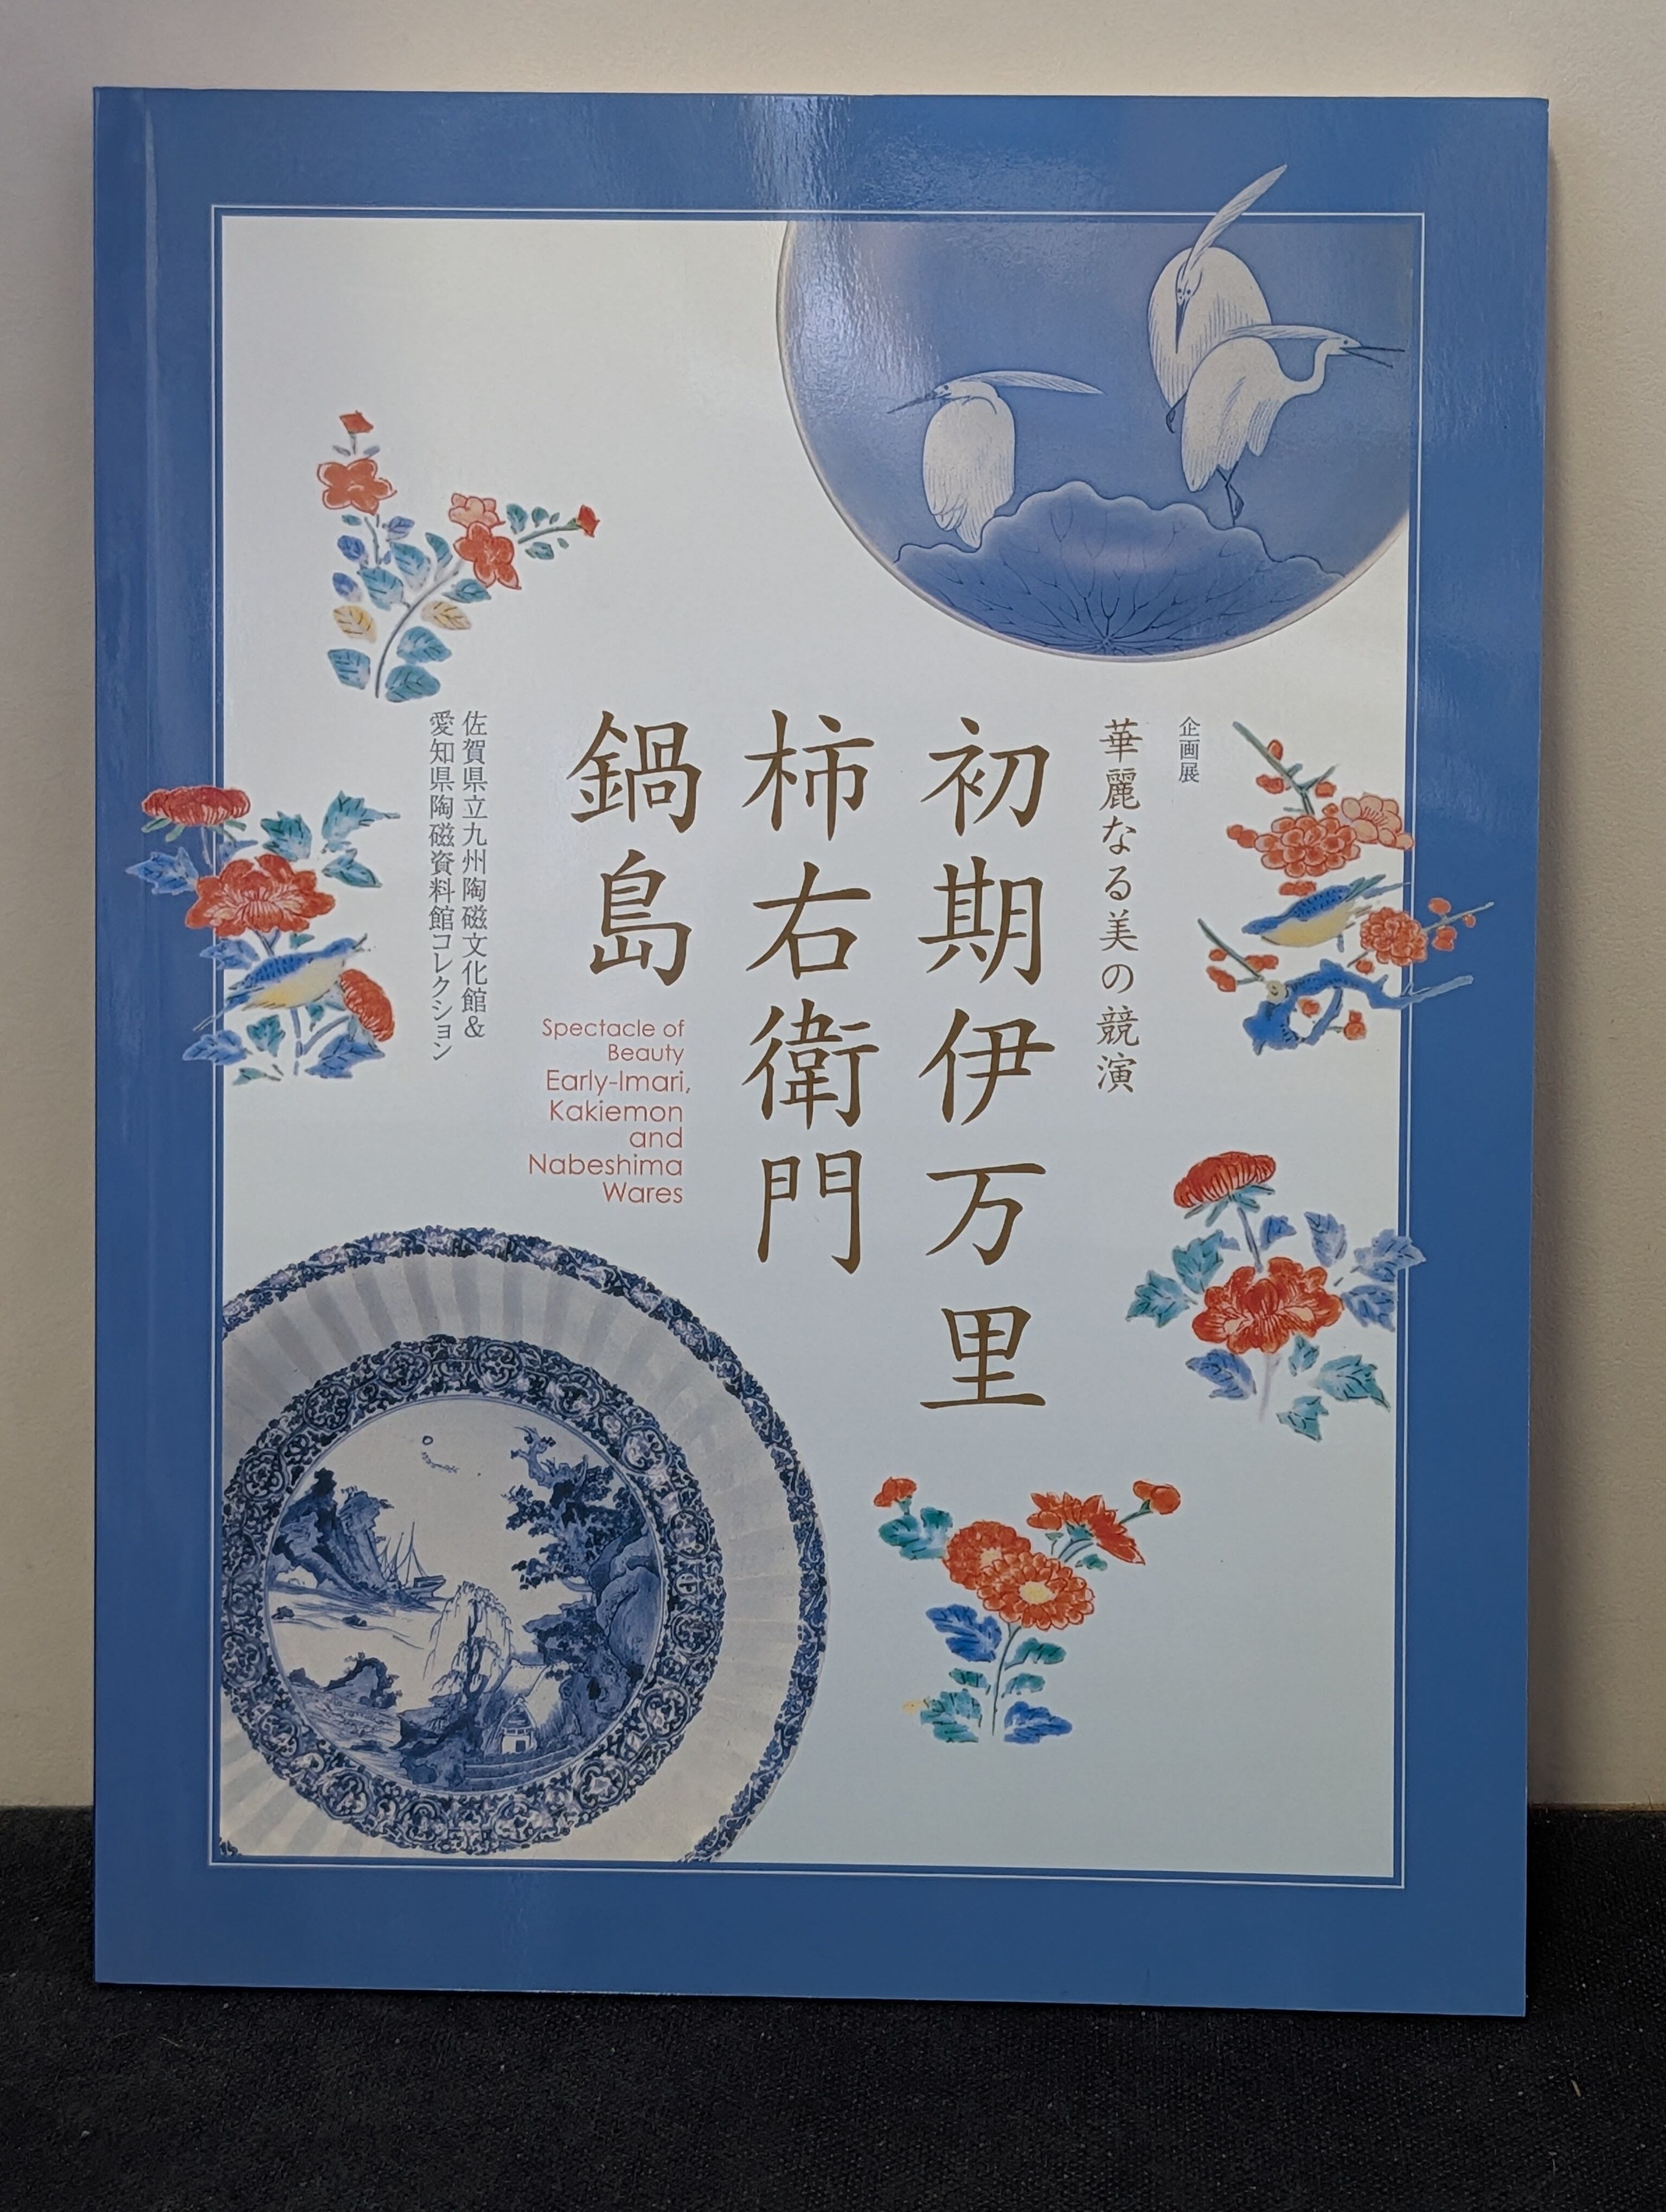 企画展
華麗なる美の競演
初期伊万里
柿右衛門
鍋島
Spectacle of
Beauty
Early-Imari,
Kakiemon
and
Nabeshima
Wares
佐賀県立九州陶磁文化館&
愛知県陶磁資料館コレクション